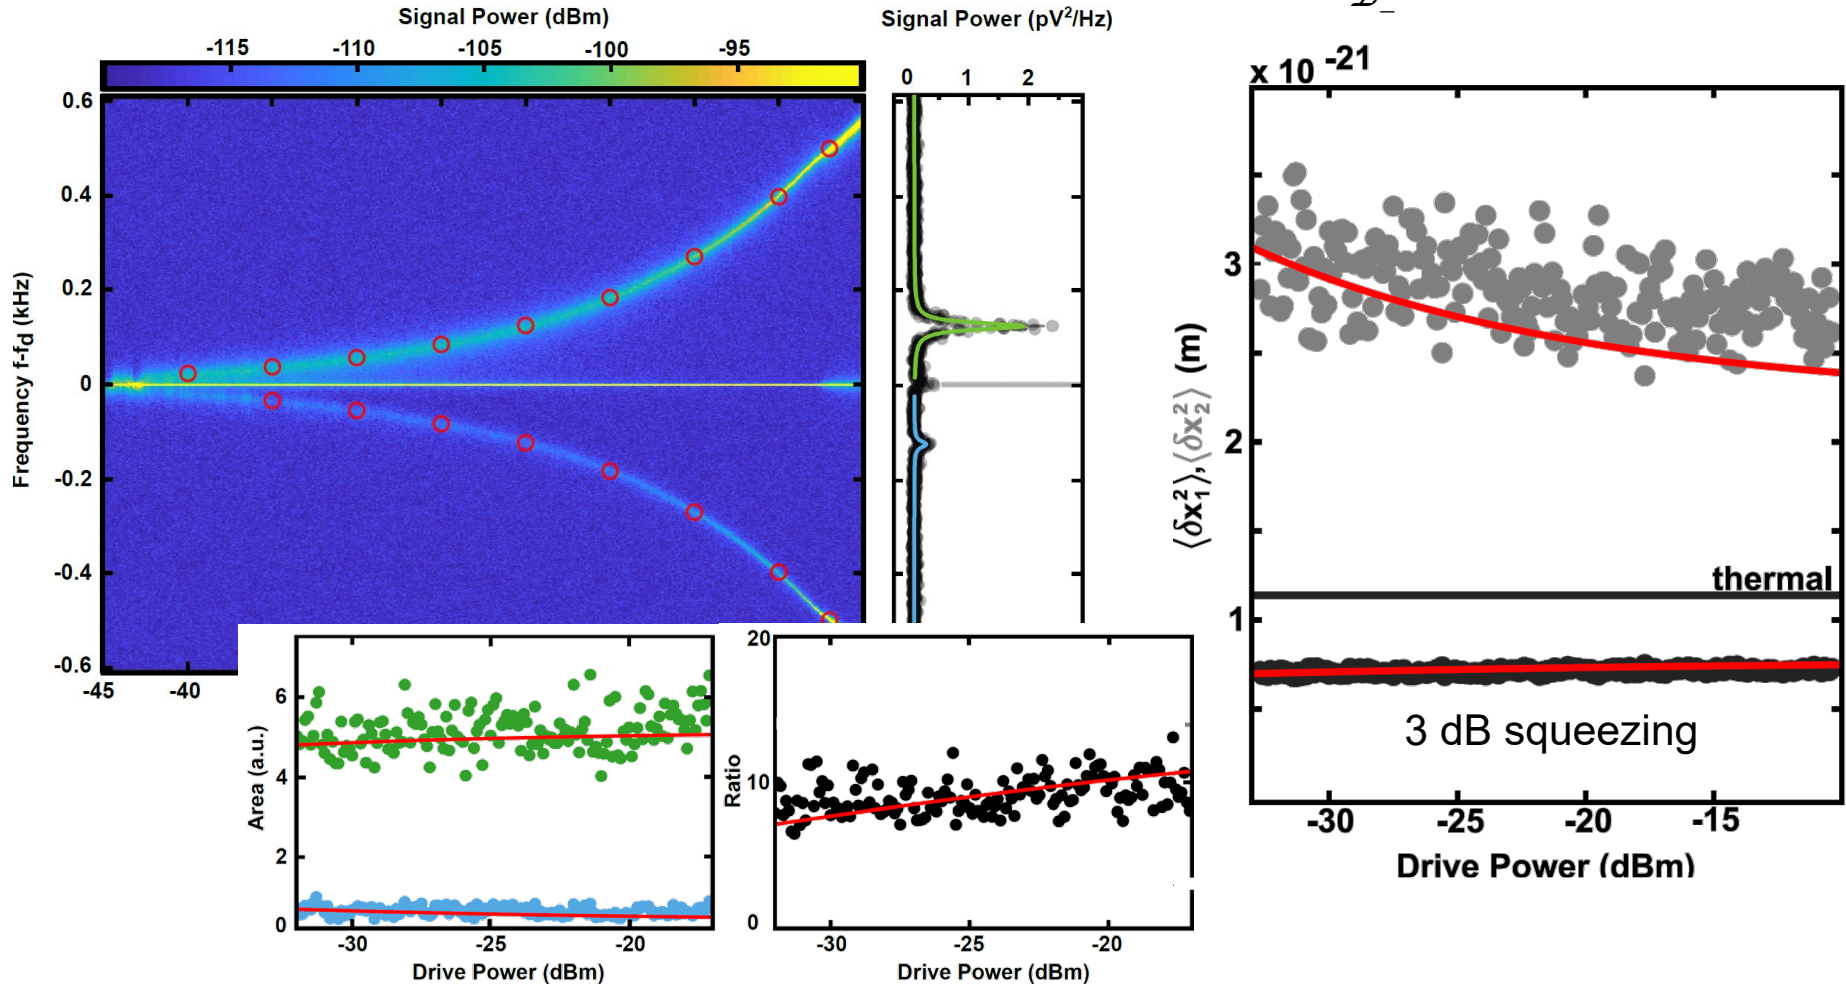 Signal Power (dBm)
-115 -110 -105 -100 -95
Frequency f-fd (kHz)
0.6
0.4
0.2
0
-0.2
-0.4
-0.6
-45 -40
Signal Power (pV²/Hz)
0 1 2
Area (a.u.)
6
4
2
0
-30 -25 -20
Drive Power (dBm)
Ratio
20
10
0
-30 -25 -20
Drive Power (dBm)
x 10 -21
⟨δx₁²⟩,⟨δx₂²⟩ (m)
3
2
1
thermal
3 dB squeezing
-30 -25 -20 -15
Drive Power (dBm)